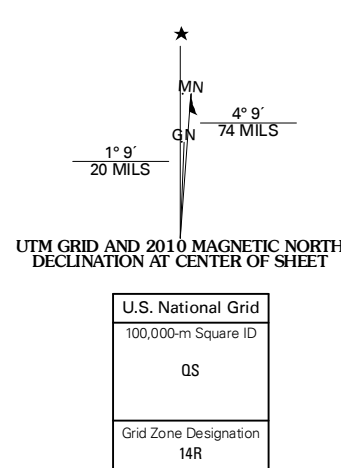 ★
MN
4° 9´
74 MILS
GN
1° 9´
20 MILS
UTM GRID AND 2010 MAGNETIC NORTH
DECLINATION AT CENTER OF SHEET
U.S. National Grid
100,000-m Square ID
QS
Grid Zone Designation
14R